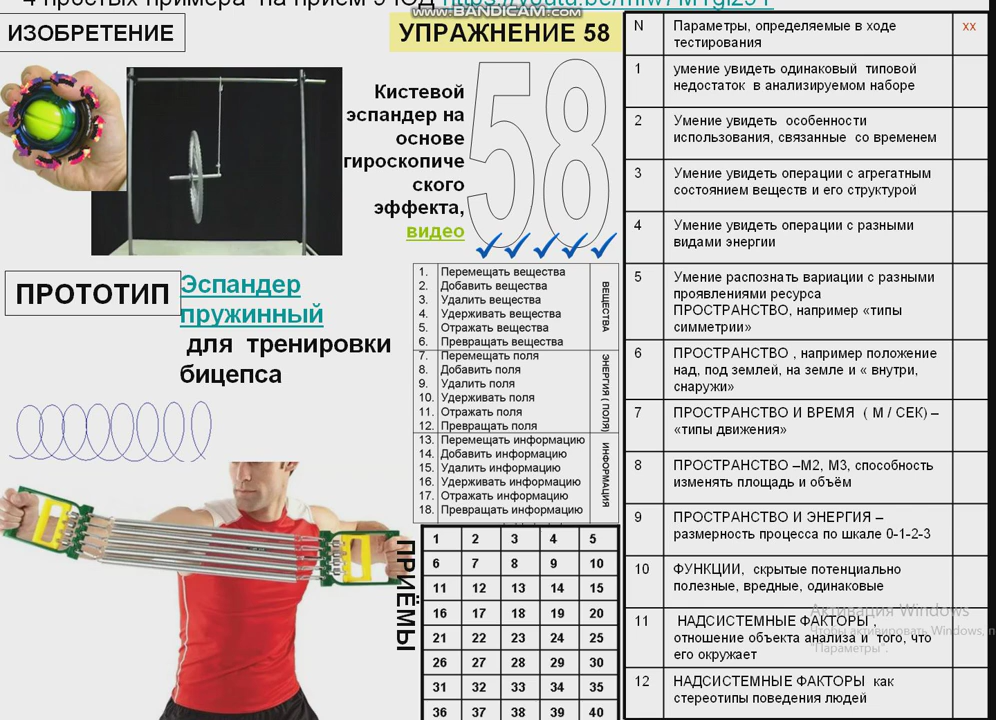 4 простых примера на приём 9 ЮД https://youtu.be/
www.BANDICAM.com
ИЗОБРЕТЕНИЕ
УПРАЖНЕНИЕ 58
Кистевой
эспандер на
основе
гироскопиче
ского
эффекта,
видео
58
ПРОТОТИП
Эспандер
пружинный
для тренировки
бицепса
1. Перемещать вещества
2. Добавить вещества
3. Удалить вещества
4. Удерживать вещества
5. Отражать вещества
6. Превращать вещества
ВЕЩЕСТВА
7. Перемещать поля
8. Добавить поля
9. Удалить поля
10. Удерживать поля
11. Отражать поля
12. Превращать поля
ЭНЕРГИЯ ( ПОЛЯ)
13. Перемещать информацию
14. Добавить информацию
15. Удалить информацию
16. Удерживать информацию
17. Отражать информацию
18. Превращать информацию
ИНФОРМАЦИЯ
ПРИЁМЫ
1 2 3 4 5
6 7 8 9 10
11 12 13 14 15
16 17 18 19 20
21 22 23 24 25
26 27 28 29 30
31 32 33 34 35
36 37 38 39 40
N Параметры, определяемые в ходе xx
тестирования
1 умение увидеть одинаковый типовой
недостаток в анализируемом наборе
2 Умение увидеть особенности
использования, связанные со временем
3 Умение увидеть операции с агрегатным
состоянием веществ и его структурой
4 Умение увидеть операции с разными
видами энергии
5 Умение распознать вариации с разными
проявлениями ресурса
ПРОСТРАНСТВО, например «типы
симметрии»
6 ПРОСТРАНСТВО , например положение
над, под землей, на земле и « внутри,
снаружи»
7 ПРОСТРАНСТВО И ВРЕМЯ ( М / СЕК) –
«типы движения»
8 ПРОСТРАНСТВО –М2, М3, способность
изменять площадь и объём
9 ПРОСТРАНСТВО И ЭНЕРГИЯ –
размерность процесса по шкале 0-1-2-3
10 ФУНКЦИИ, скрытые потенциально
полезные, вредные, одинаковые
11 НАДСИСТЕМНЫЕ ФАКТОРЫ ,
отношение объекта анализа и того, что
его окружает
12 НАДСИСТЕМНЫЕ ФАКТОРЫ как
стереотипы поведения людей
Активация Windows
Чтобы активировать Windows,
"Параметры".